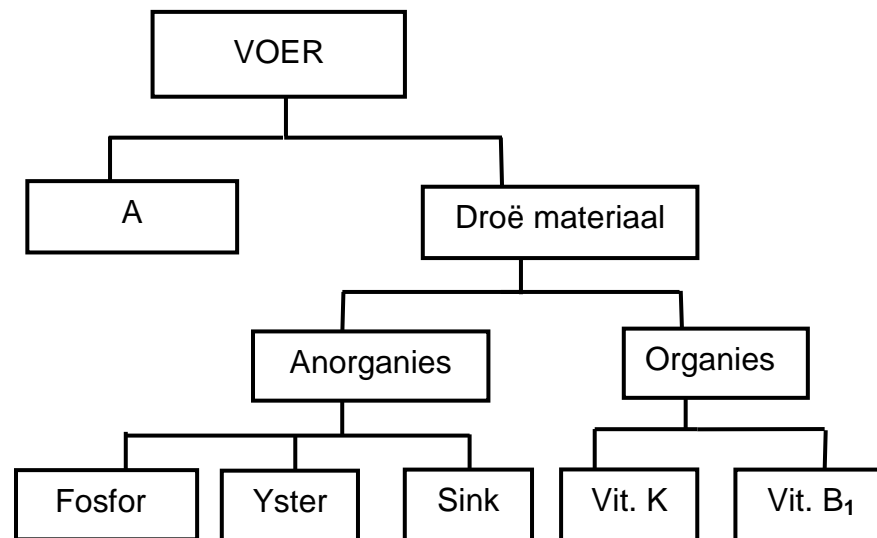 VOER
A
Droë materiaal
Anorganies
Organies
Fosfor
Yster
Sink
Vit. K
Vit. B₁